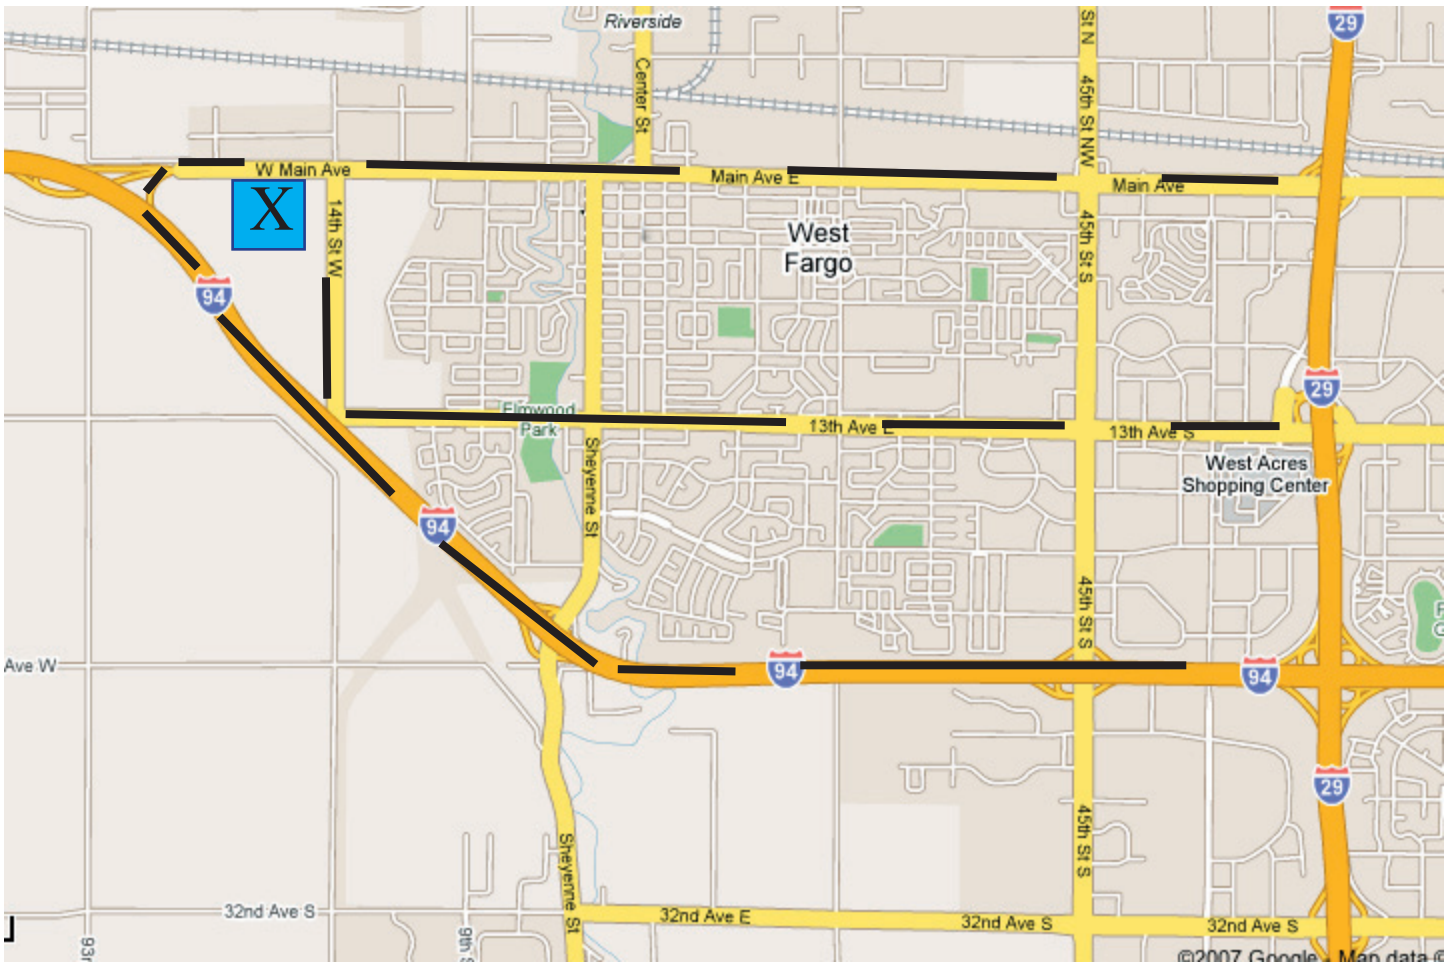 Riverside
29
Center St
St N
45th St NW
W Main Ave
Main Ave E
Main Ave
X
14th St W
45th St S
West
Fargo
94
29
Elmwood
Park
13th Ave E
13th Ave S
Sheyenne St
West Acres
Shopping Center
94
45th St S
Ave W
94
94
29
45th St S
Sheyenne St
32nd Ave S
32nd Ave E
32nd Ave S
32nd Ave S
©2007 Google - Map data ©